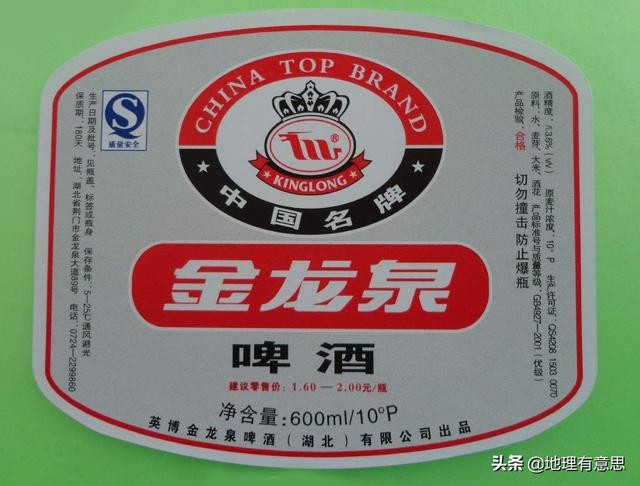 CHINA TOP BRAND
®
KINGLONG
中国名牌
金龙泉
啤酒
建议零售价：1.60—2.00元/瓶
净含量:600ml/10°P
英博金龙泉啤酒（湖北）有限公司出品
质量安全
生产日期及批号：见瓶盖、标签或瓶身 保存条件：5—25℃通风避光
保质期：180天 地址：湖北省荆门市金龙泉大道89号 电话：0724—2299860
酒精度：≥3.6%(v/v) 原麦汁浓度：10°P 生产许可证：QS4208 1503 0070
原料：水、麦芽、大米、酒花 产品标准号与质量等级：GB4927—2001(优级)
产品检验：合格
切勿撞击 防止爆瓶
头条 @地理有意思